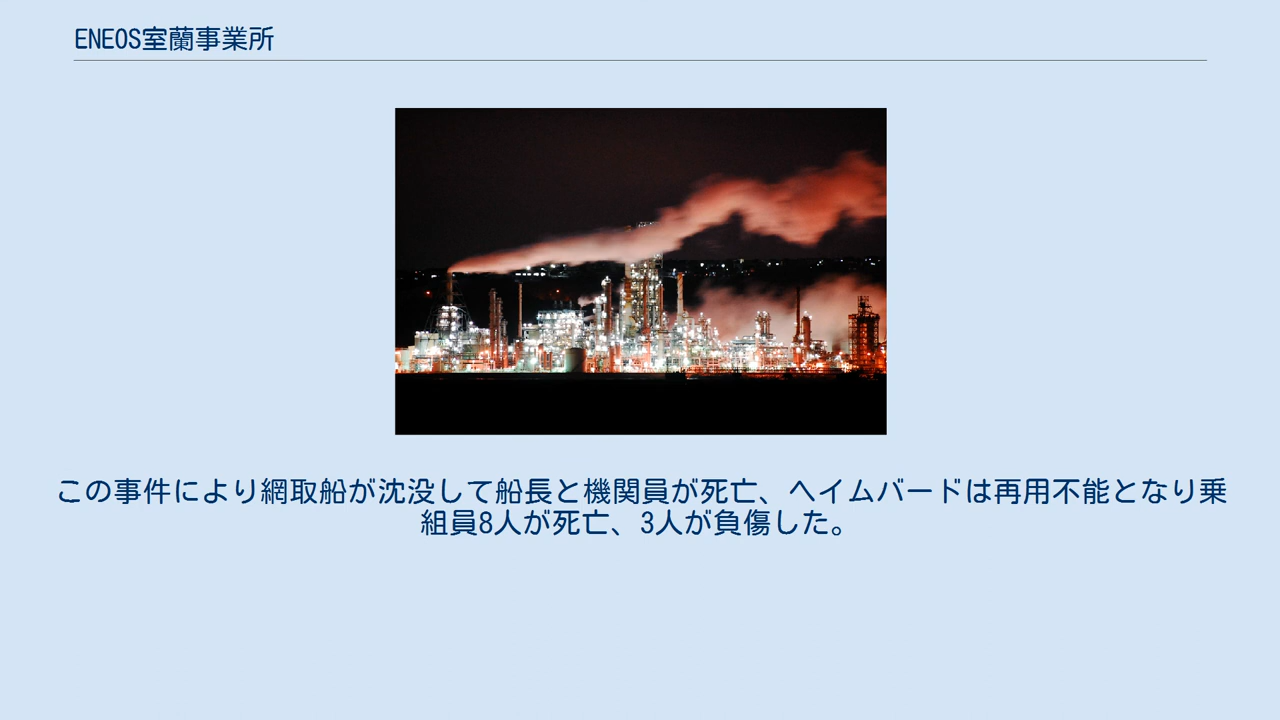 ENEOS室蘭事業所
この事件により網取船が沈没して船長と機関員が死亡、ヘイムバードは再用不能となり乗
組員8人が死亡、3人が負傷した。